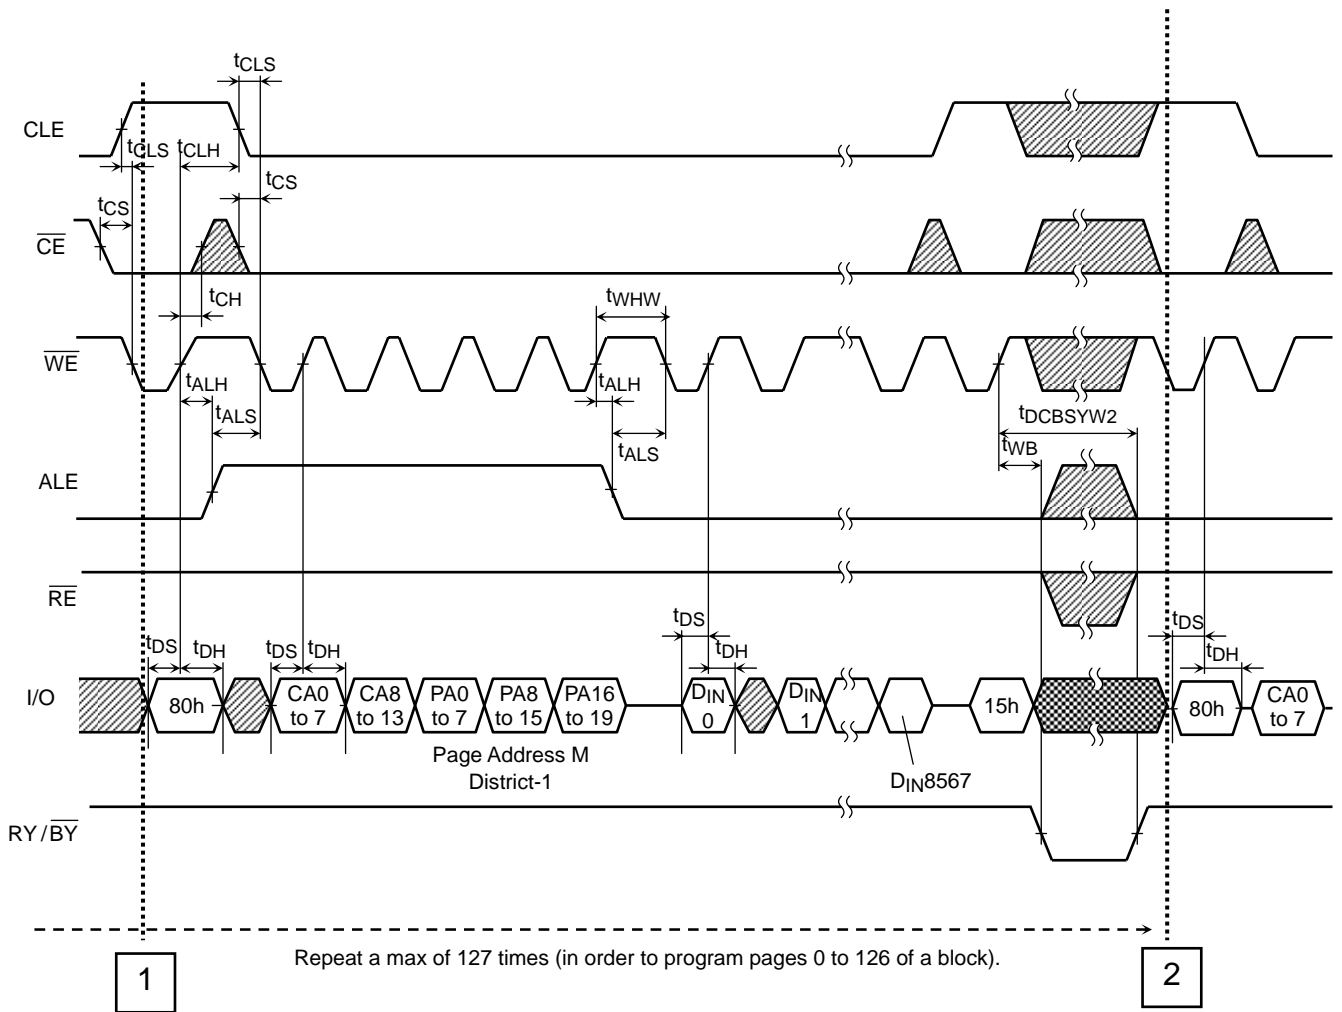 tCLS
CLE
tCLS
tCLH
tCS
tCS
CE
tCH
tWHW
WE
tALH
tALH
tALS
tDCBSYW2
tALS
tWB
ALE
RE
tDS
tDS
tDH
tDS
tDH
tDH
tDH
I/O
80h
CA0 to 7
CA8 to 13
PA0 to 7
PA8 to 15
PA16 to 19
DIN 0
DIN 1
15h
80h
CA0 to 7
Page Address M
District-1
DIN8567
RY/BY
Repeat a max of 127 times (in order to program pages 0 to 126 of a block).
1
2